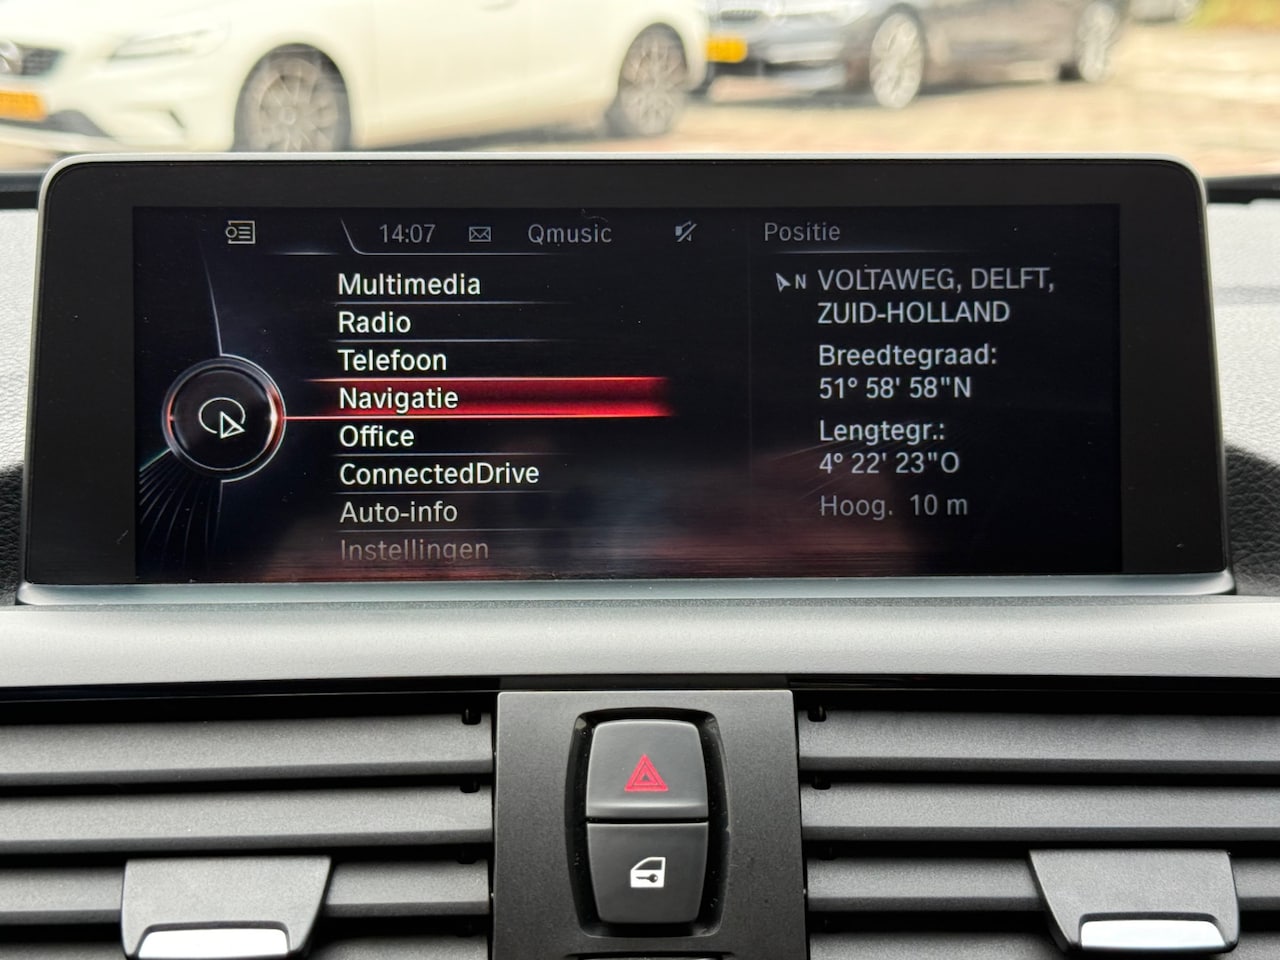 14:07 Qmusic
Multimedia
Radio
Telefoon
Navigatie
Office
ConnectedDrive
Auto-info
Instellingen
Positie
N VOLTAWEG, DELFT,
ZUID-HOLLAND
Breedtegraad:
51° 58' 58"N
Lengtegr.:
4° 22' 23"O
Hoog. 10 m